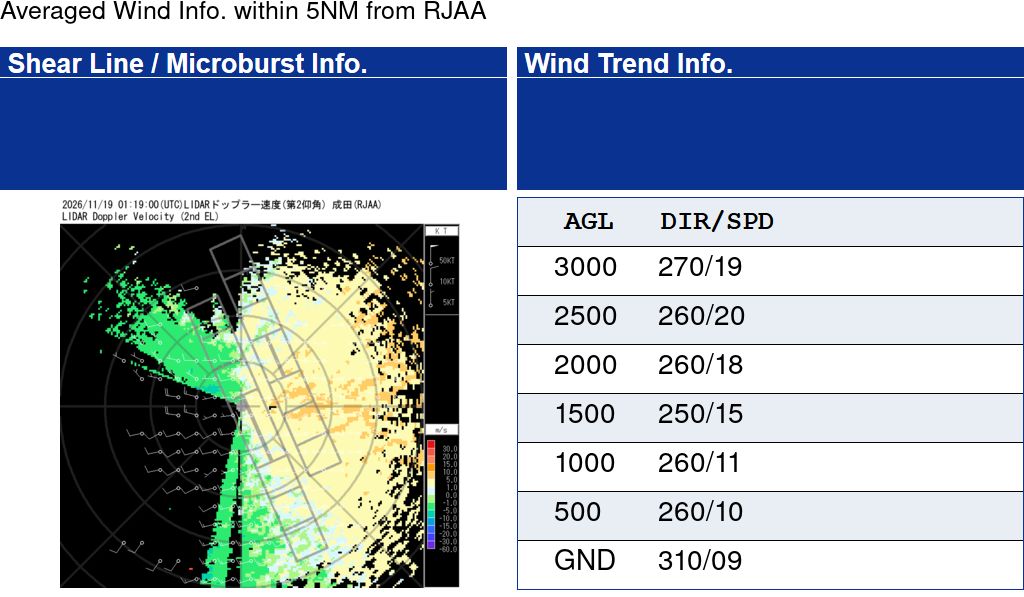 Averaged Wind Info. within 5NM from RJAA
Shear Line / Microburst Info.
Wind Trend Info.
2026/11/19 01:19:00(UTC)LIDARドップラー速度(第2仰角) 成田(RJAA)
LIDAR Doppler Velocity (2nd EL)
K T
50KT
10KT
5KT
m/s
30.0
20.0
15.0
10.0
5.0
1.0
0.0
-1.0
-5.0
-10.0
-15.0
-20.0
-30.0
-60.0
AGL DIR/SPD
3000 270/19
2500 260/20
2000 260/18
1500 250/15
1000 260/11
500 260/10
GND 310/09